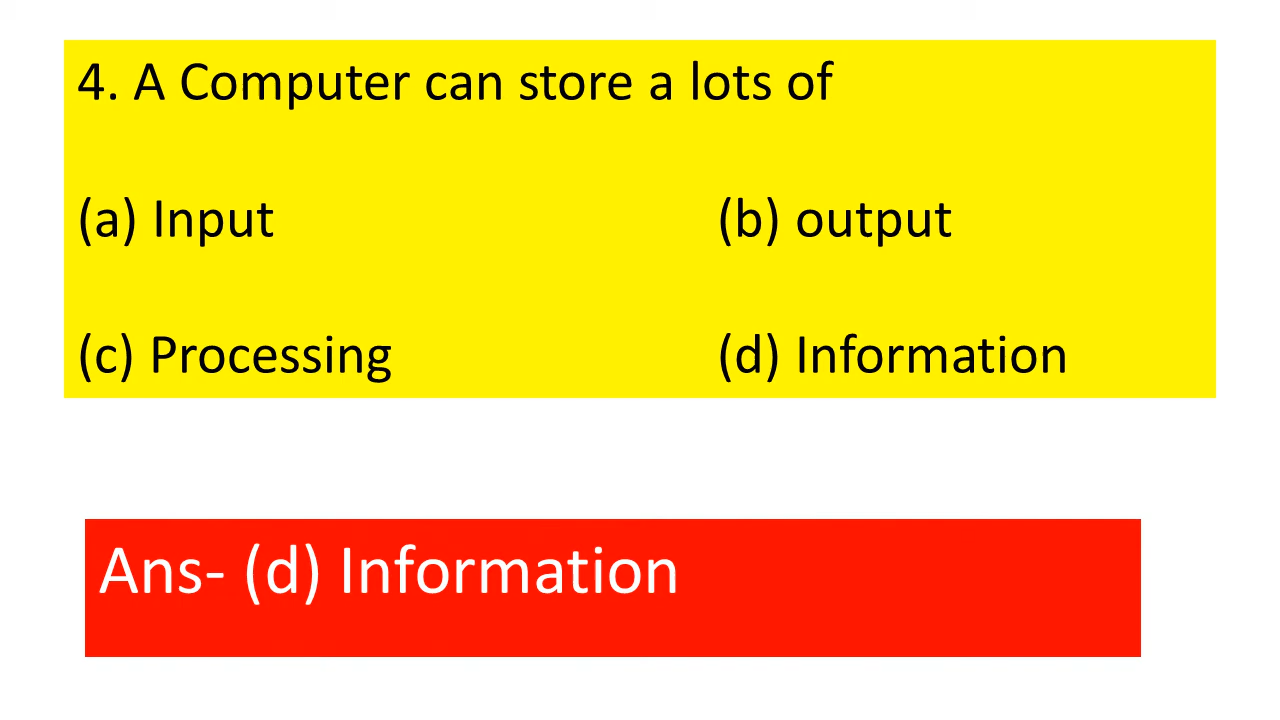 4. A Computer can store a lots of
(a) Input (b) output
(c) Processing (d) Information
Ans- (d) Information